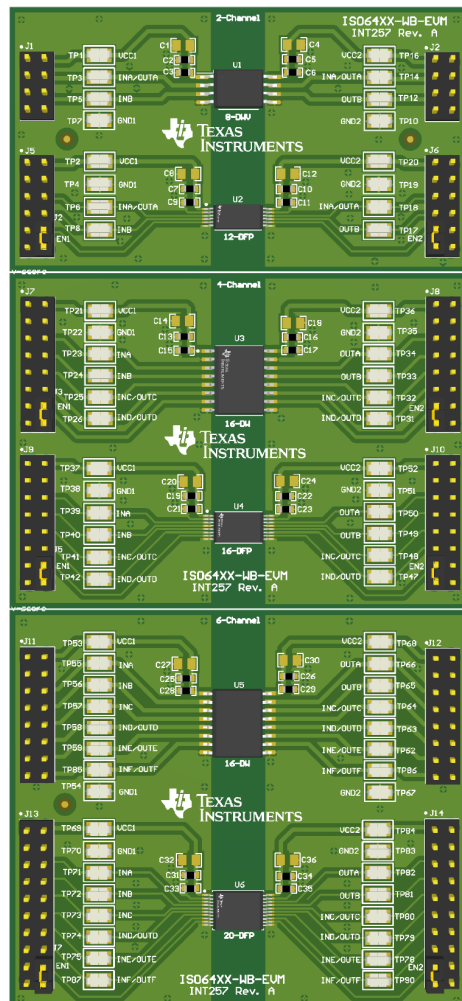 2-Channel
ISO64XX-WB-EVM
INT257 Rev. A
J1
TP1
VCC1
C1
C4
VCC2
TP16
J2
TP3
INA/OUTA
C2
U1
C5
INA/OUTA
TP14
C3
C6
TP5
INB
OUTB
TP12
TP7
GND1
8-DWV
GND2
TP10
TEXAS
INSTRUMENTS
J5
TP2
VCC1
C8
C12
VCC2
TP20
J6
TP4
GND1
C7
C10
GND2
TP19
TP6
INA/OUTA
C9
U2
C11
INA/OUTA
TP18
TP8
INB
OUTB
TP17
EN1
12-DFP
EN2
V-score
4-Channel
J7
TP21
VCC1
C14
C18
VCC2
TP36
J8
TP22
GND1
C13
U3
C16
GND2
TP35
TP23
INA
C15
C17
OUTA
TP34
TP24
INB
OUTB
TP33
TP25
INC/OUTC
INC/OUTC
TP32
EN1
TP26
IND/OUTD
16-DW
IND/OUTD
TP31
EN2
TEXAS
INSTRUMENTS
J9
TP37
VCC1
C20
C24
VCC2
TP52
J10
TP38
GND1
C19
C22
GND2
TP51
TP39
INA
C21
U4
C23
OUTA
TP50
TP40
INB
OUTB
TP49
TP41
INC/OUTC
16-DFP
INC/OUTC
TP48
EN1
TP42
IND/OUTD
IND/OUTD
TP47
EN2
ISO64XX-WB-EVM
INT257 Rev. A
V-score
6-Channel
J11
TP53
VCC1
VCC2
TP68
J12
TP55
INA
C27
C30
OUTA
TP66
TP56
INB
C25
C26
OUTB
TP65
C28
U5
C29
TP57
INC
INC/OUTC
TP64
TP58
IND/OUTD
IND/OUTD
TP63
TP59
INE/OUTE
INE/OUTE
TP62
TP85
INF/OUTF
16-DW
INF/OUTF
TP86
TP54
GND1
GND2
TP67
TEXAS
INSTRUMENTS
J13
TP69
VCC1
VCC2
TP84
J14
TP70
GND1
C32
C36
GND2
TP83
TP71
INA
C31
C34
OUTA
TP82
TP72
INB
C33
U6
C35
OUTB
TP81
TP73
INC
INC/OUTC
TP80
TP74
IND/OUTD
20-DFP
IND/OUTD
TP79
TP75
INE/OUTE
INE/OUTE
TP78
EN1
EN2
TP87
INF/OUTF
INF/OUTF
TP90
ISO64XX-WB-EVM
INT257 Rev. A